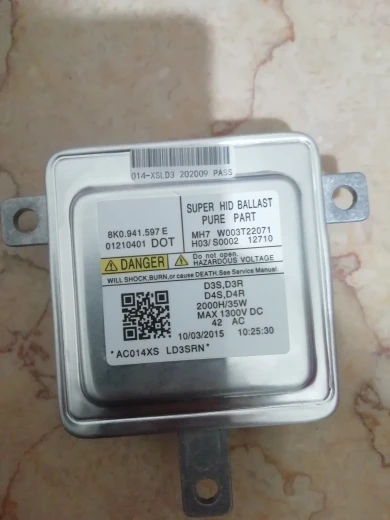 014-XSLD3 202009 PASS
8K0.941.597 E
01210401 DOT
SUPER HID BALLAST
PURE PART
MH7 W003T22071
H03/ S0002 12710
DANGER
Do not open.
HAZARDOUS VOLTAGE
WILL SHOCK,BURN,or cause DEATH.See Service Manual.
D3S,D3R
D4S,D4R
2000H/35W
MAX 1300V DC
42 AC
10/03/2015 10:25:30
*AC014XS LD3SRN*